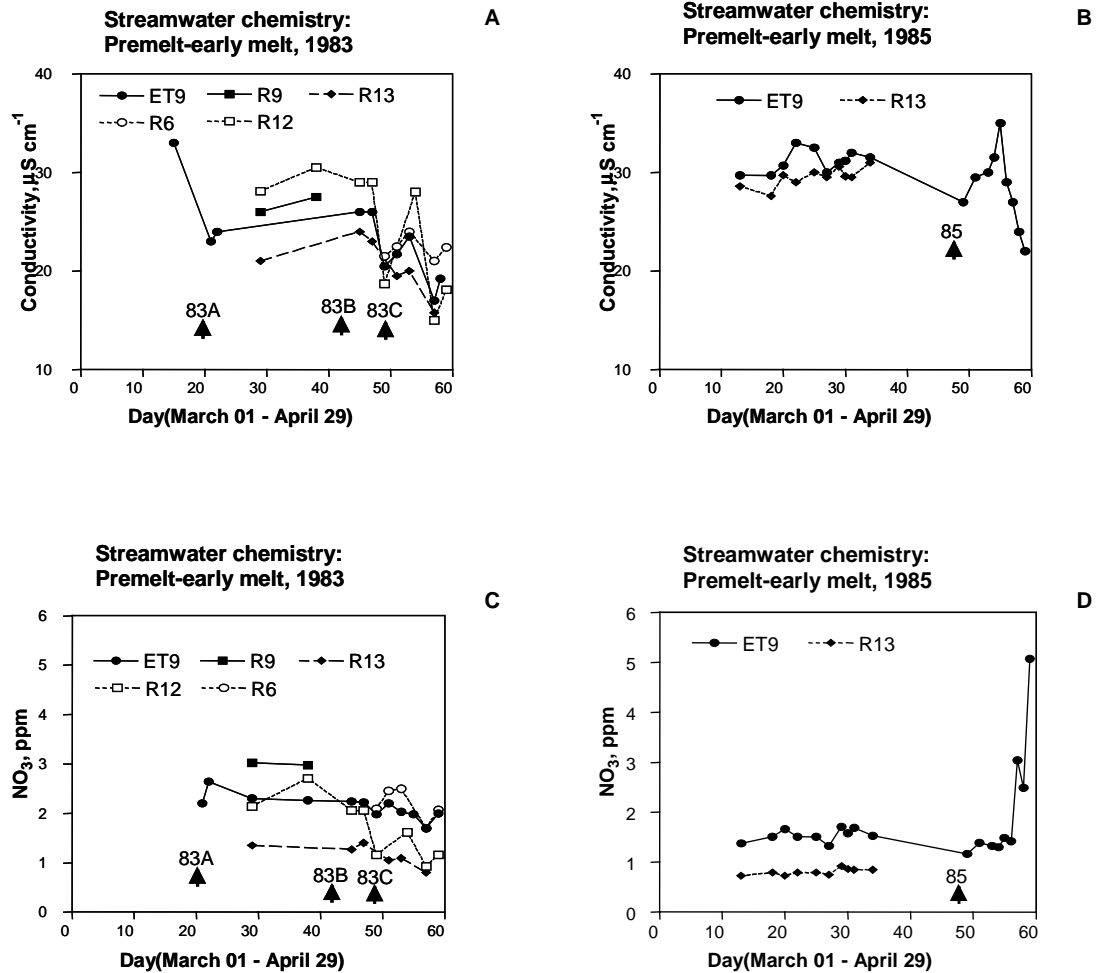 A
Streamwater chemistry:
Premelt-early melt, 1983
40
30
20
10
Conductivity,µS cm-1
ET9 R9 R13
R6 R12
83A 83B 83C
0 10 20 30 40 50 60
Day(March 01 - April 29)
B
Streamwater chemistry:
Premelt-early melt, 1985
40
30
20
10
Conductivity,µS cm-1
ET9 R13
85
0 10 20 30 40 50 60
Day(March 01 - April 29)
C
Streamwater chemistry:
Premelt-early melt, 1983
6
5
4
3
2
1
0
NO3, ppm
ET9 R9 R13
R12 R6
83A 83B 83C
0 10 20 30 40 50 60
Day(March 01 - April 29)
D
Streamwater chemistry:
Premelt-early melt, 1985
6
5
4
3
2
1
0
NO3, ppm
ET9 R13
85
0 10 20 30 40 50 60
Day(March 01 - April 29)